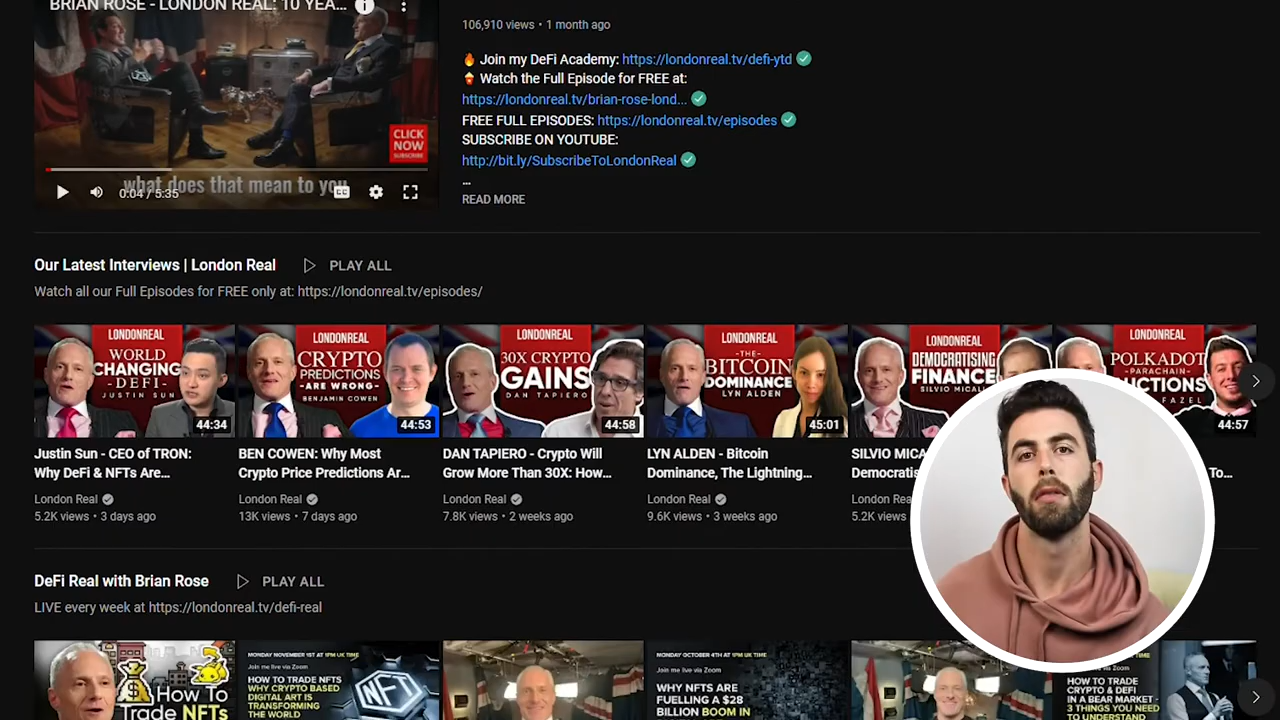 BRIAN ROSE - LONDON REAL: 10 YEA...
106,910 views • 1 month ago
Join my DeFi Academy: https://londonreal.tv/defi-ytd
Watch the Full Episode for FREE at:
https://londonreal.tv/brian-rose-lond...
FREE FULL EPISODES: https://londonreal.tv/episodes
SUBSCRIBE ON YOUTUBE:
http://bit.ly/SubscribeToLondonReal
...
READ MORE
CLICK
NOW
SUBSCRIBE
what does that mean to you
0:04 / 5:35
Our Latest Interviews | London Real
PLAY ALL
Watch all our Full Episodes for FREE only at: https://londonreal.tv/episodes/
LONDONREAL
WORLD
CHANGING
-DEFI-
JUSTIN SUN
44:34
LONDONREAL
CRYPTO
PREDICTIONS
-ARE WRONG-
BENJAMIN COWEN
44:53
LONDONREAL
30X CRYPTO
GAINS
DAN TAPIERO
44:58
LONDONREAL
-THE-
BITCOIN
DOMINANCE
LYN ALDEN
45:01
LONDONREAL
DEMOCRATISING
FINANCE
SILVIO MICALI
LONDONREAL
POLKADOT
-PARACHAIN-
UCTIONS
FAZEL
44:57
Justin Sun - CEO of TRON:
Why DeFi & NFTs Are...
London Real
5.2K views • 3 days ago
BEN COWEN: Why Most
Crypto Price Predictions Ar...
London Real
13K views • 7 days ago
DAN TAPIERO - Crypto Will
Grow More Than 30X: How...
London Real
7.8K views • 2 weeks ago
LYN ALDEN - Bitcoin
Dominance, The Lightning...
London Real
9.6K views • 3 weeks ago
SILVIO MICA
Democratis
London Real
5.2K views
To...
DeFi Real with Brian Rose
PLAY ALL
LIVE every week at https://londonreal.tv/defi-real
How To
Trade NFTs
MONDAY NOVEMBER 1ST AT 1PM UK TIME
Join me live via Zoom
HOW TO TRADE NFTS
WHY CRYPTO BASED
DIGITAL ART IS
TRANSFORMING
THE WORLD
NFT
MONDAY OCTOBER 4TH AT 1PM UK TIME
Join me live via Zoom
WHY NFTS ARE
FUELLING A $28
BILLION BOOM IN
UK TIME
Zoom
HOW TO TRADE
CRYPTO & DEFI
IN A BEAR MARKET -
3 THINGS YOU NEED
TO UNDERSTAND